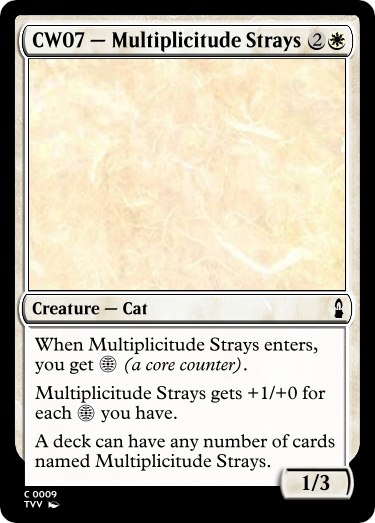 CW07 — Multiplicitude Strays 2
Creature — Cat
When Multiplicitude Strays enters,
you get (a core counter).
Multiplicitude Strays gets +1/+0 for
each you have.
A deck can have any number of cards
named Multiplicitude Strays.
1/3
C 0009
TVV